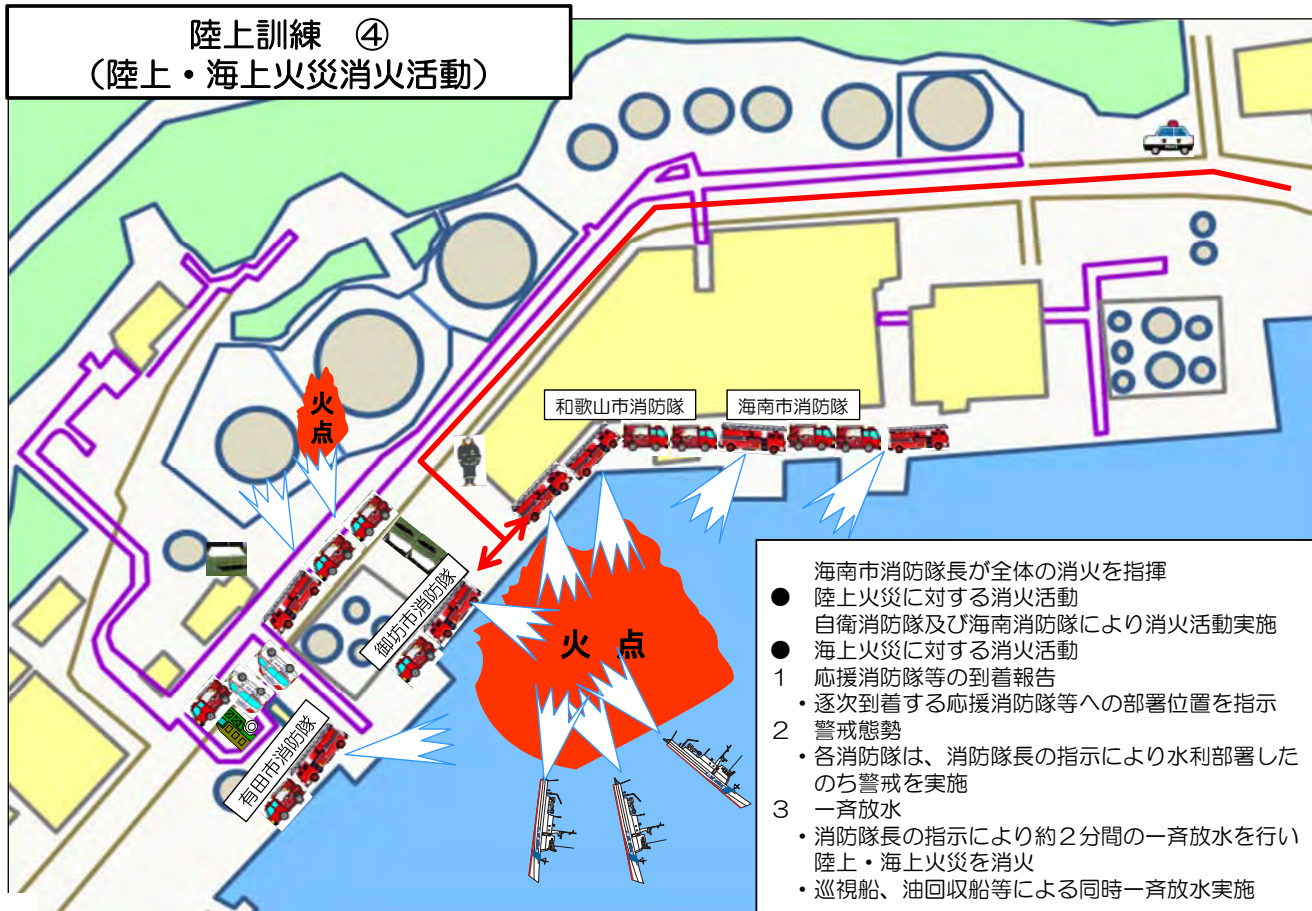 陸上訓練　④
（陸上・海上火災消火活動）
火点
和歌山市消防隊
海南市消防隊
御坊市消防隊
火　点
有田市消防隊
海南市消防隊長が全体の消火を指揮
●　陸上火災に対する消火活動
自衛消防隊及び海南消防隊により消火活動実施
●　海上火災に対する消火活動
1　応援消防隊等の到着報告
・逐次到着する応援消防隊等への部署位置を指示
2　警戒態勢
・各消防隊は、消防隊長の指示により水利部署した
のち警戒を実施
3　一斉放水
・消防隊長の指示により約２分間の一斉放水を行い
陸上・海上火災を消火
・巡視船、油回収船等による同時一斉放水実施